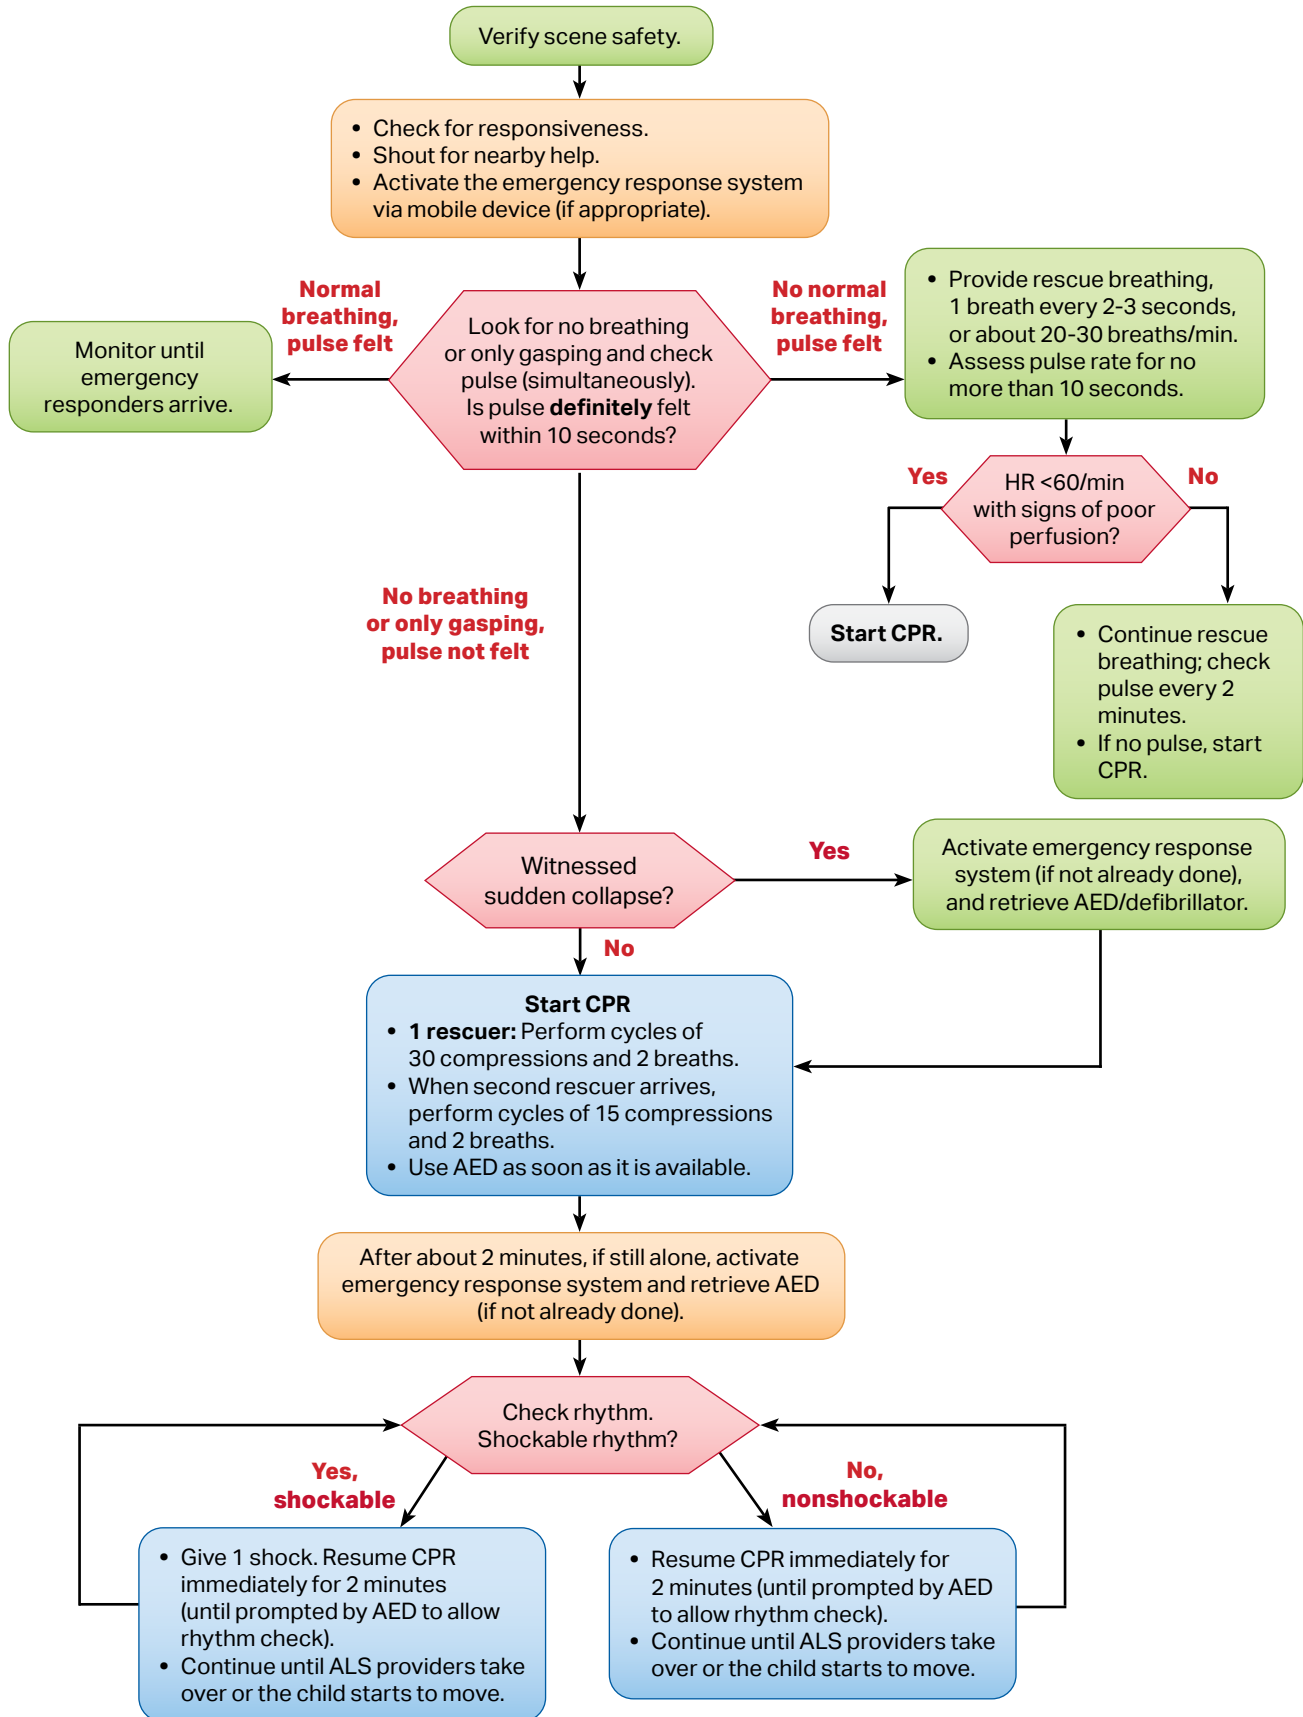 Verify scene safety.
• Check for responsiveness.
• Shout for nearby help.
• Activate the emergency response system
via mobile device (if appropriate).
Normal
breathing,
pulse felt
Look for no breathing
or only gasping and check
pulse (simultaneously).
Is pulse definitely felt
within 10 seconds?
No normal
breathing,
pulse felt
• Provide rescue breathing,
1 breath every 2-3 seconds,
or about 20-30 breaths/min.
• Assess pulse rate for no
more than 10 seconds.
Monitor until
emergency
responders arrive.
Yes
HR <60/min
with signs of poor
perfusion?
No
No breathing
or only gasping,
pulse not felt
Start CPR.
• Continue rescue
breathing; check
pulse every 2
minutes.
• If no pulse, start
CPR.
Witnessed
sudden collapse?
Yes
Activate emergency response
system (if not already done),
and retrieve AED/defibrillator.
No
Start CPR
• 1 rescuer: Perform cycles of
30 compressions and 2 breaths.
• When second rescuer arrives,
perform cycles of 15 compressions
and 2 breaths.
• Use AED as soon as it is available.
After about 2 minutes, if still alone, activate
emergency response system and retrieve AED
(if not already done).
Check rhythm.
Shockable rhythm?
Yes,
shockable
No,
nonshockable
• Give 1 shock. Resume CPR
immediately for 2 minutes
(until prompted by AED to allow
rhythm check).
• Continue until ALS providers take
over or the child starts to move.
• Resume CPR immediately for
2 minutes (until prompted by AED
to allow rhythm check).
• Continue until ALS providers take
over or the child starts to move.